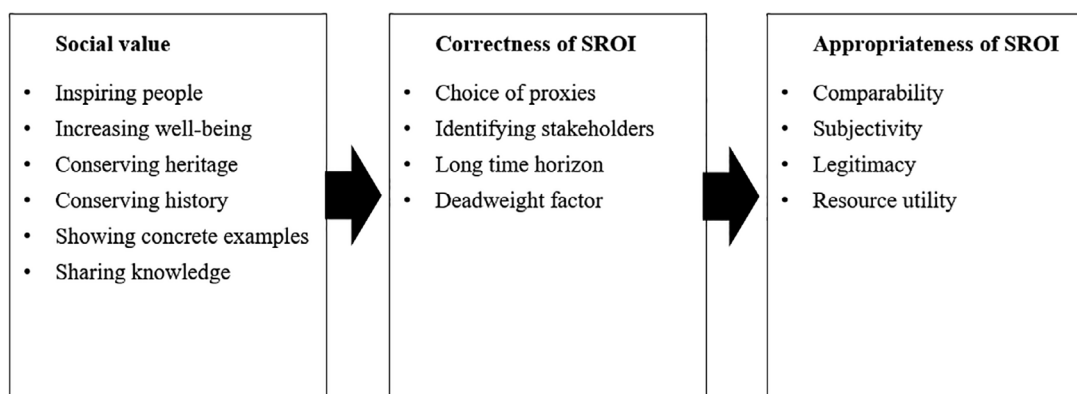 Social value
• Inspiring people
• Increasing well-being
• Conserving heritage
• Conserving history
• Showing concrete examples
• Sharing knowledge
Correctness of SROI
• Choice of proxies
• Identifying stakeholders
• Long time horizon
• Deadweight factor
Appropriateness of SROI
• Comparability
• Subjectivity
• Legitimacy
• Resource utility